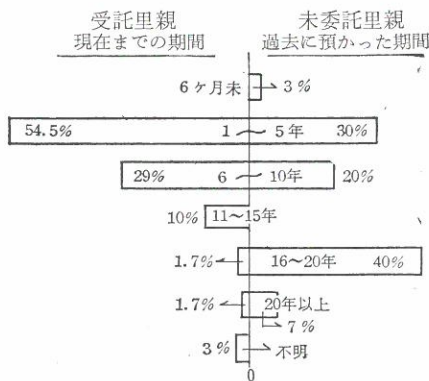 受託里親 未委託里親
現在までの期間 過去に預かった期間
6ヶ月未 3%
54.5% 1〜5年 30%
29% 6〜10年 20%
10% 11〜15年
1.7% 16〜20年 40%
1.7% 20年以上
7%
3% 不明
0